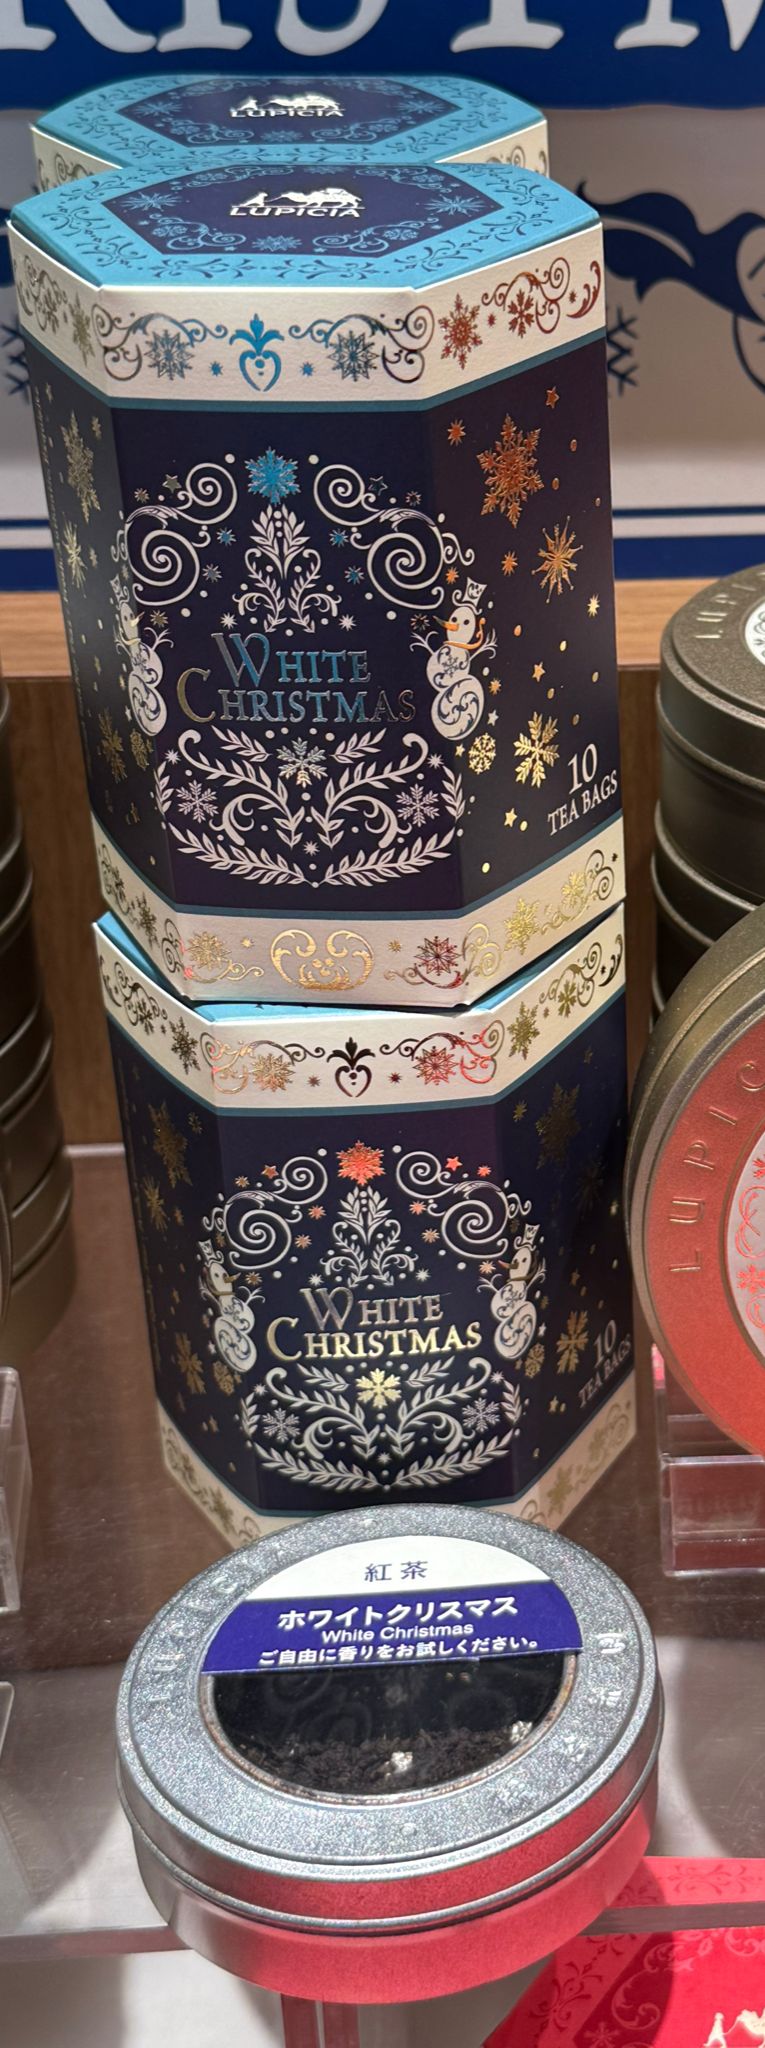 LUPICIA
LUPICIA
WHITE
CHRISTMAS
10
TEA BAGS
WHITE
CHRISTMAS
10
TEA BAGS
LUPIC
紅茶
ホワイトクリスマス
White Christmas
ご自由に香りをお試しください。